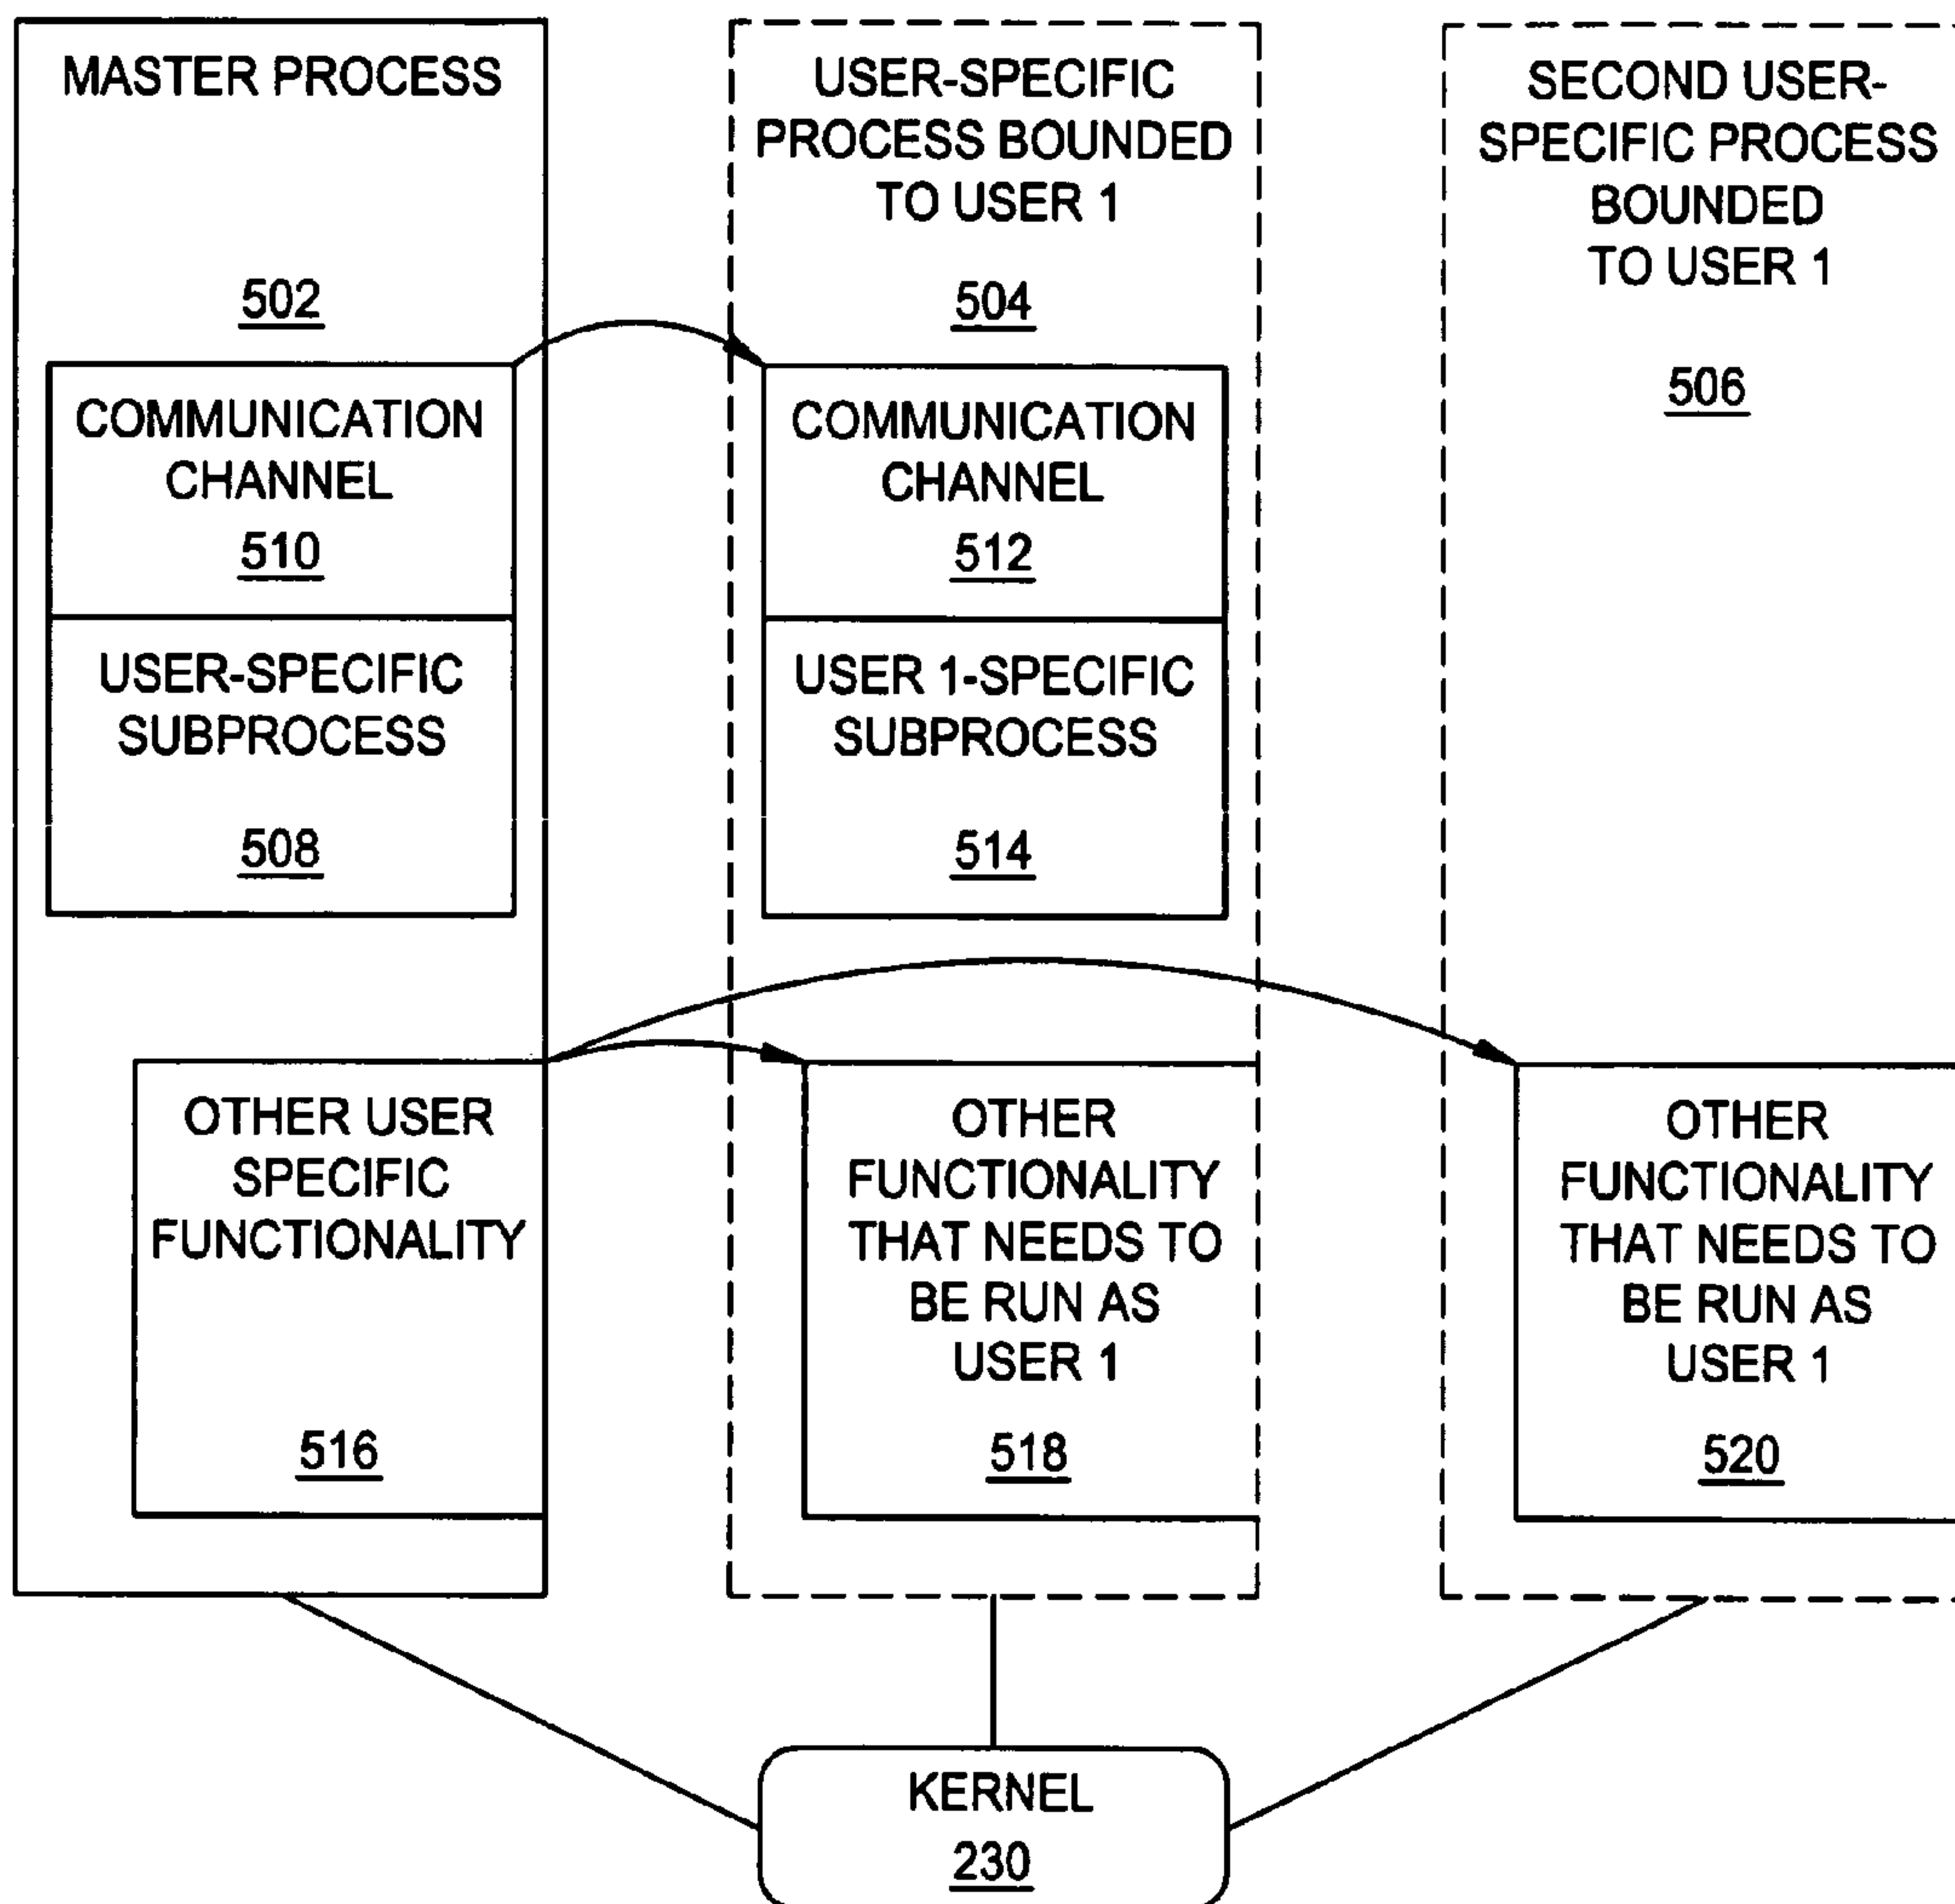 MASTER PROCESS
502
COMMUNICATION
CHANNEL
510
USER-SPECIFIC
SUBPROCESS
508
OTHER USER
SPECIFIC
FUNCTIONALITY
516
USER-SPECIFIC
PROCESS BOUNDED
TO USER 1
504
COMMUNICATION
CHANNEL
512
USER 1-SPECIFIC
SUBPROCESS
514
OTHER
FUNCTIONALITY
THAT NEEDS TO
BE RUN AS
USER 1
518
SECOND USER-
SPECIFIC PROCESS
BOUNDED
TO USER 1
506
OTHER
FUNCTIONALITY
THAT NEEDS TO
BE RUN AS
USER 1
520
KERNEL
230